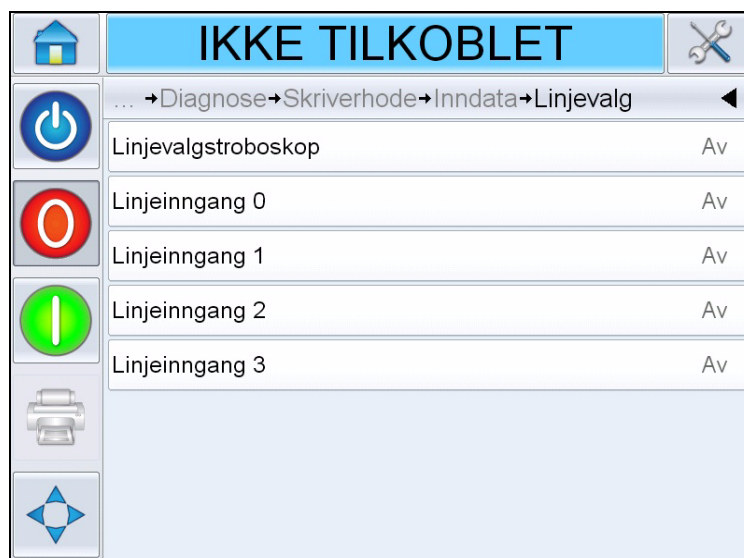 IKKE TILKOBLET
... →Diagnose→Skriverhode→Inndata→Linjevalg
Linjevalgstroboskop Av
Linjeinngang 0 Av
Linjeinngang 1 Av
Linjeinngang 2 Av
Linjeinngang 3 Av